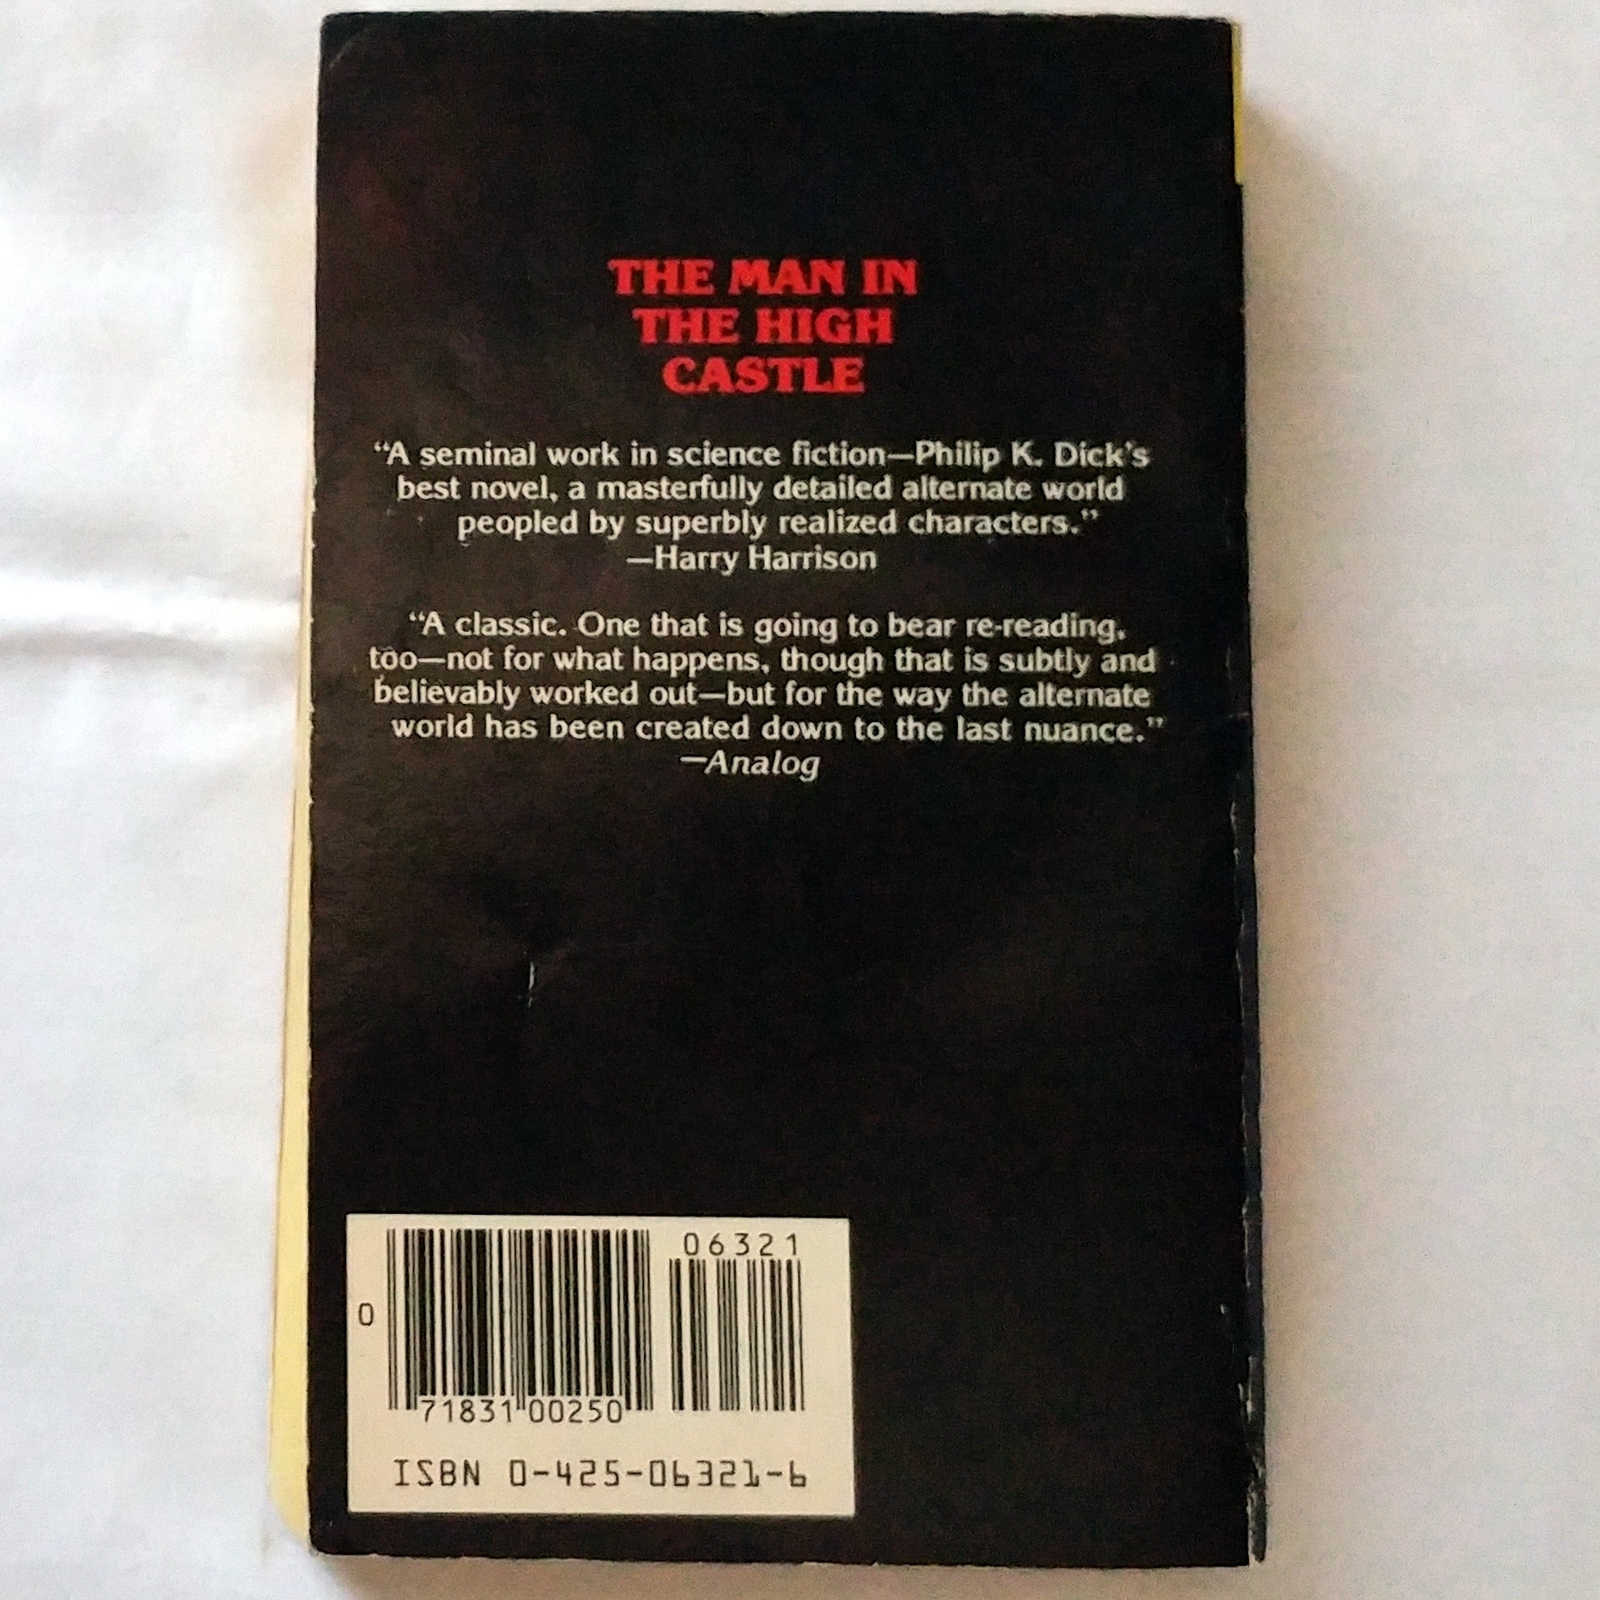 THE MAN IN
THE HIGH
CASTLE
“A seminal work in science fiction—Philip K. Dick’s
best novel, a masterfully detailed alternate world
peopled by superbly realized characters.”
—Harry Harrison
“A classic. One that is going to bear re-reading,
too—not for what happens, though that is subtly and
believably worked out—but for the way the alternate
world has been created down to the last nuance.”
—Analog
06321
0
71831 00250
ISBN 0-425-06321-6